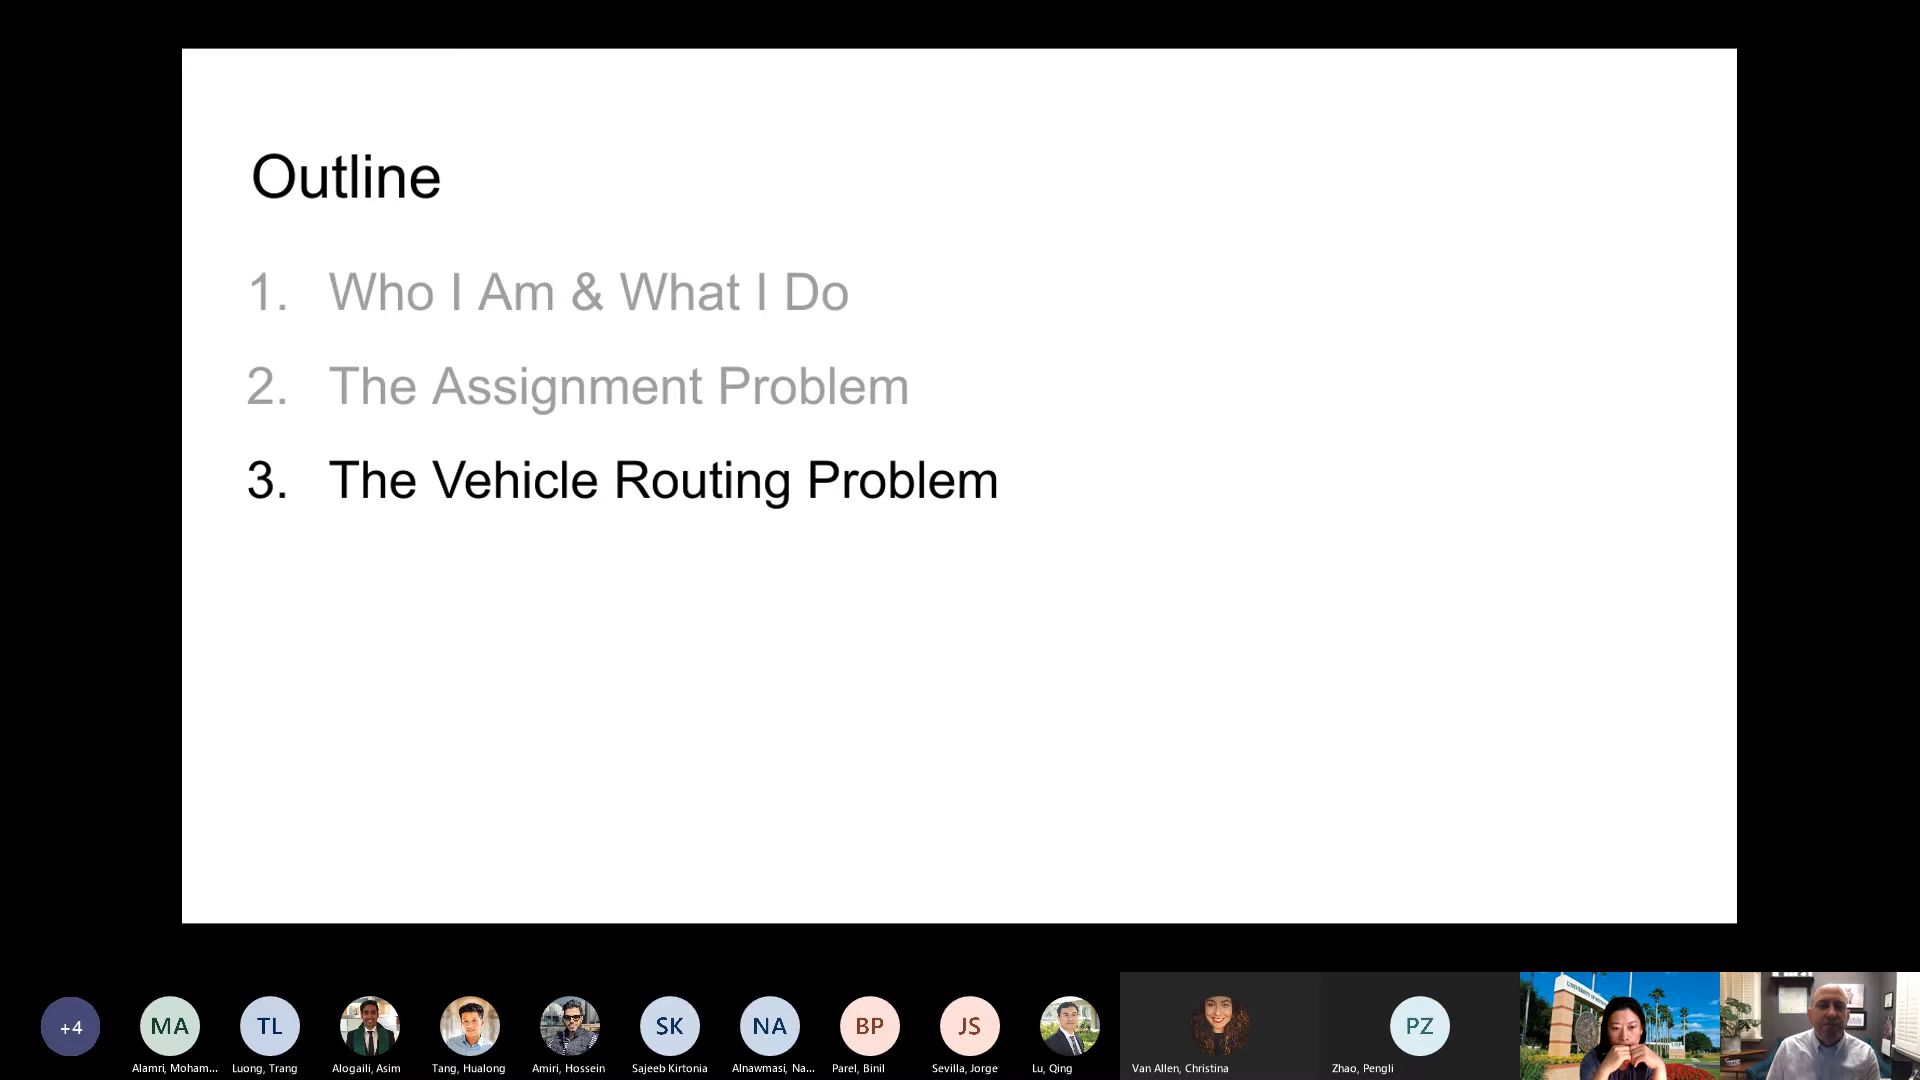 Outline
1. Who I Am & What I Do
2. The Assignment Problem
3. The Vehicle Routing Problem
+4
MA
TL
SK
NA
BP
JS
PZ
Alamri, Moham...
Luong, Trang
Alogaili, Asim
Tang, Hualong
Amiri, Hossein
Sajeeb Kirtonia
Alnawmasi, Na...
Parel, Binil
Sevilla, Jorge
Lu, Qing
Van Allen, Christina
Zhao, Pengli